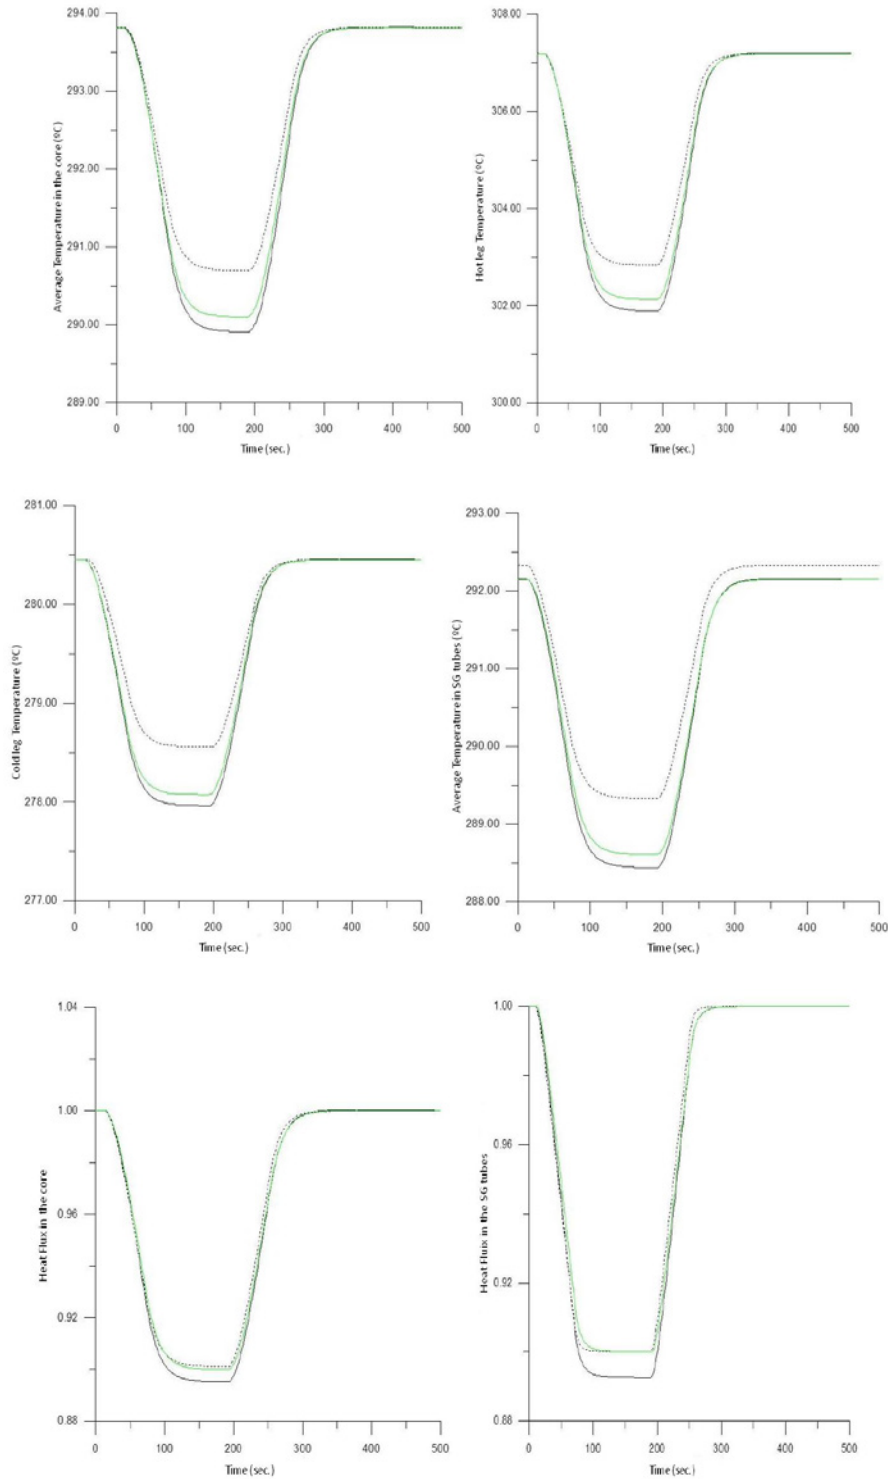 294.00
293.00
292.00
291.00
290.00
289.00
Average Temperature in the core (ºC)
0 100 200 300 400 500
Time (sec.)
308.00
306.00
304.00
302.00
300.00
Hot leg Temperature (ºC)
0 100 200 300 400 500
Time (sec.)
281.00
280.00
279.00
278.00
277.00
Cold leg Temperature (ºC)
0 100 200 300 400 500
Time (sec.)
293.00
292.00
291.00
290.00
289.00
288.00
Average Temperature in SG tubes (ºC)
0 100 200 300 400 500
Time (sec.)
1.04
1.00
0.96
0.92
0.88
Heat Flux in the core
0 100 200 300 400 500
Time (sec.)
1.00
0.96
0.92
0.88
Heat Flux in the SG tubes
0 100 200 300 400 500
Time (sec.)